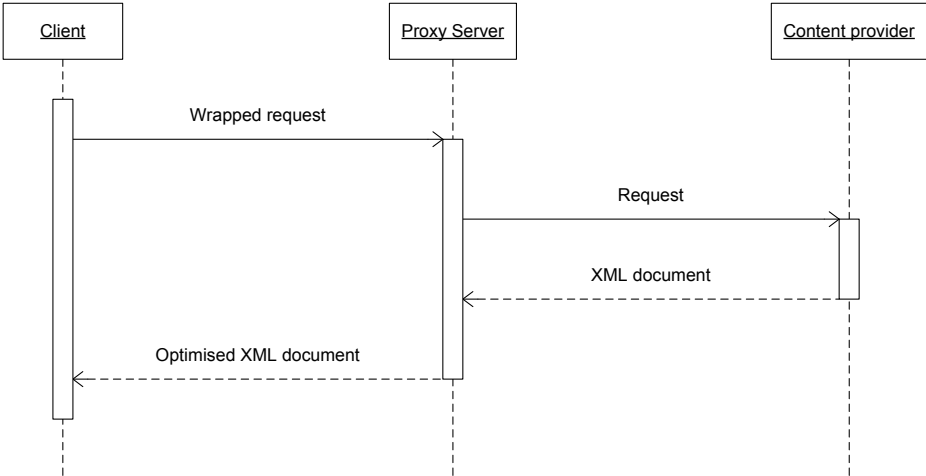 Client
Proxy Server
Content provider
Wrapped request
Request
XML document
Optimised XML document